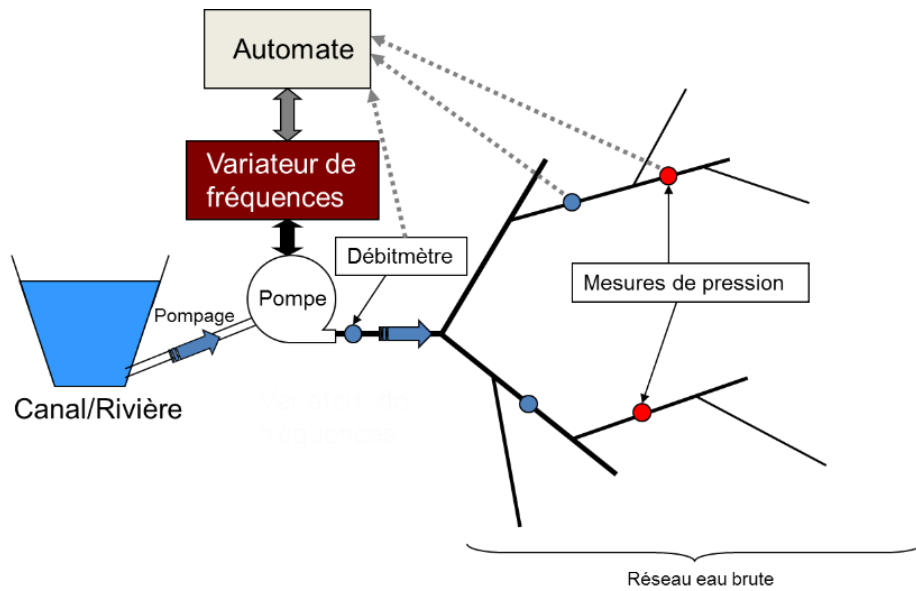 Automate
Variateur de
fréquences
Débitmètre
Pompe
Mesures de pression
Pompage
Canal/Rivière
Réseau eau brute